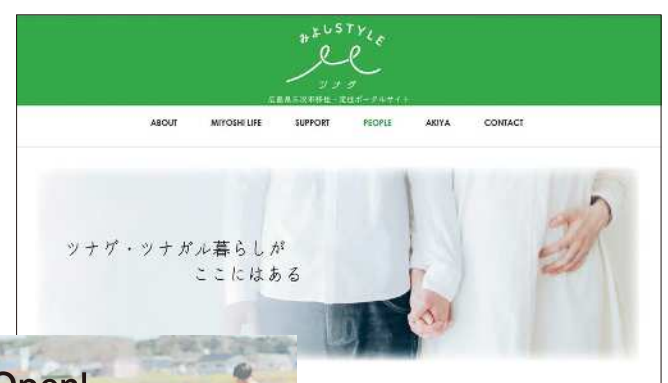 みよしSTYLE
ツナグ
広島県三次市移住・定住ポータルサイト
ABOUT MIYOSHI LIFE SUPPORT PEOPLE AKIYA CONTACT
ツナグ・ツナガル暮らしが
ここにはある
Open!